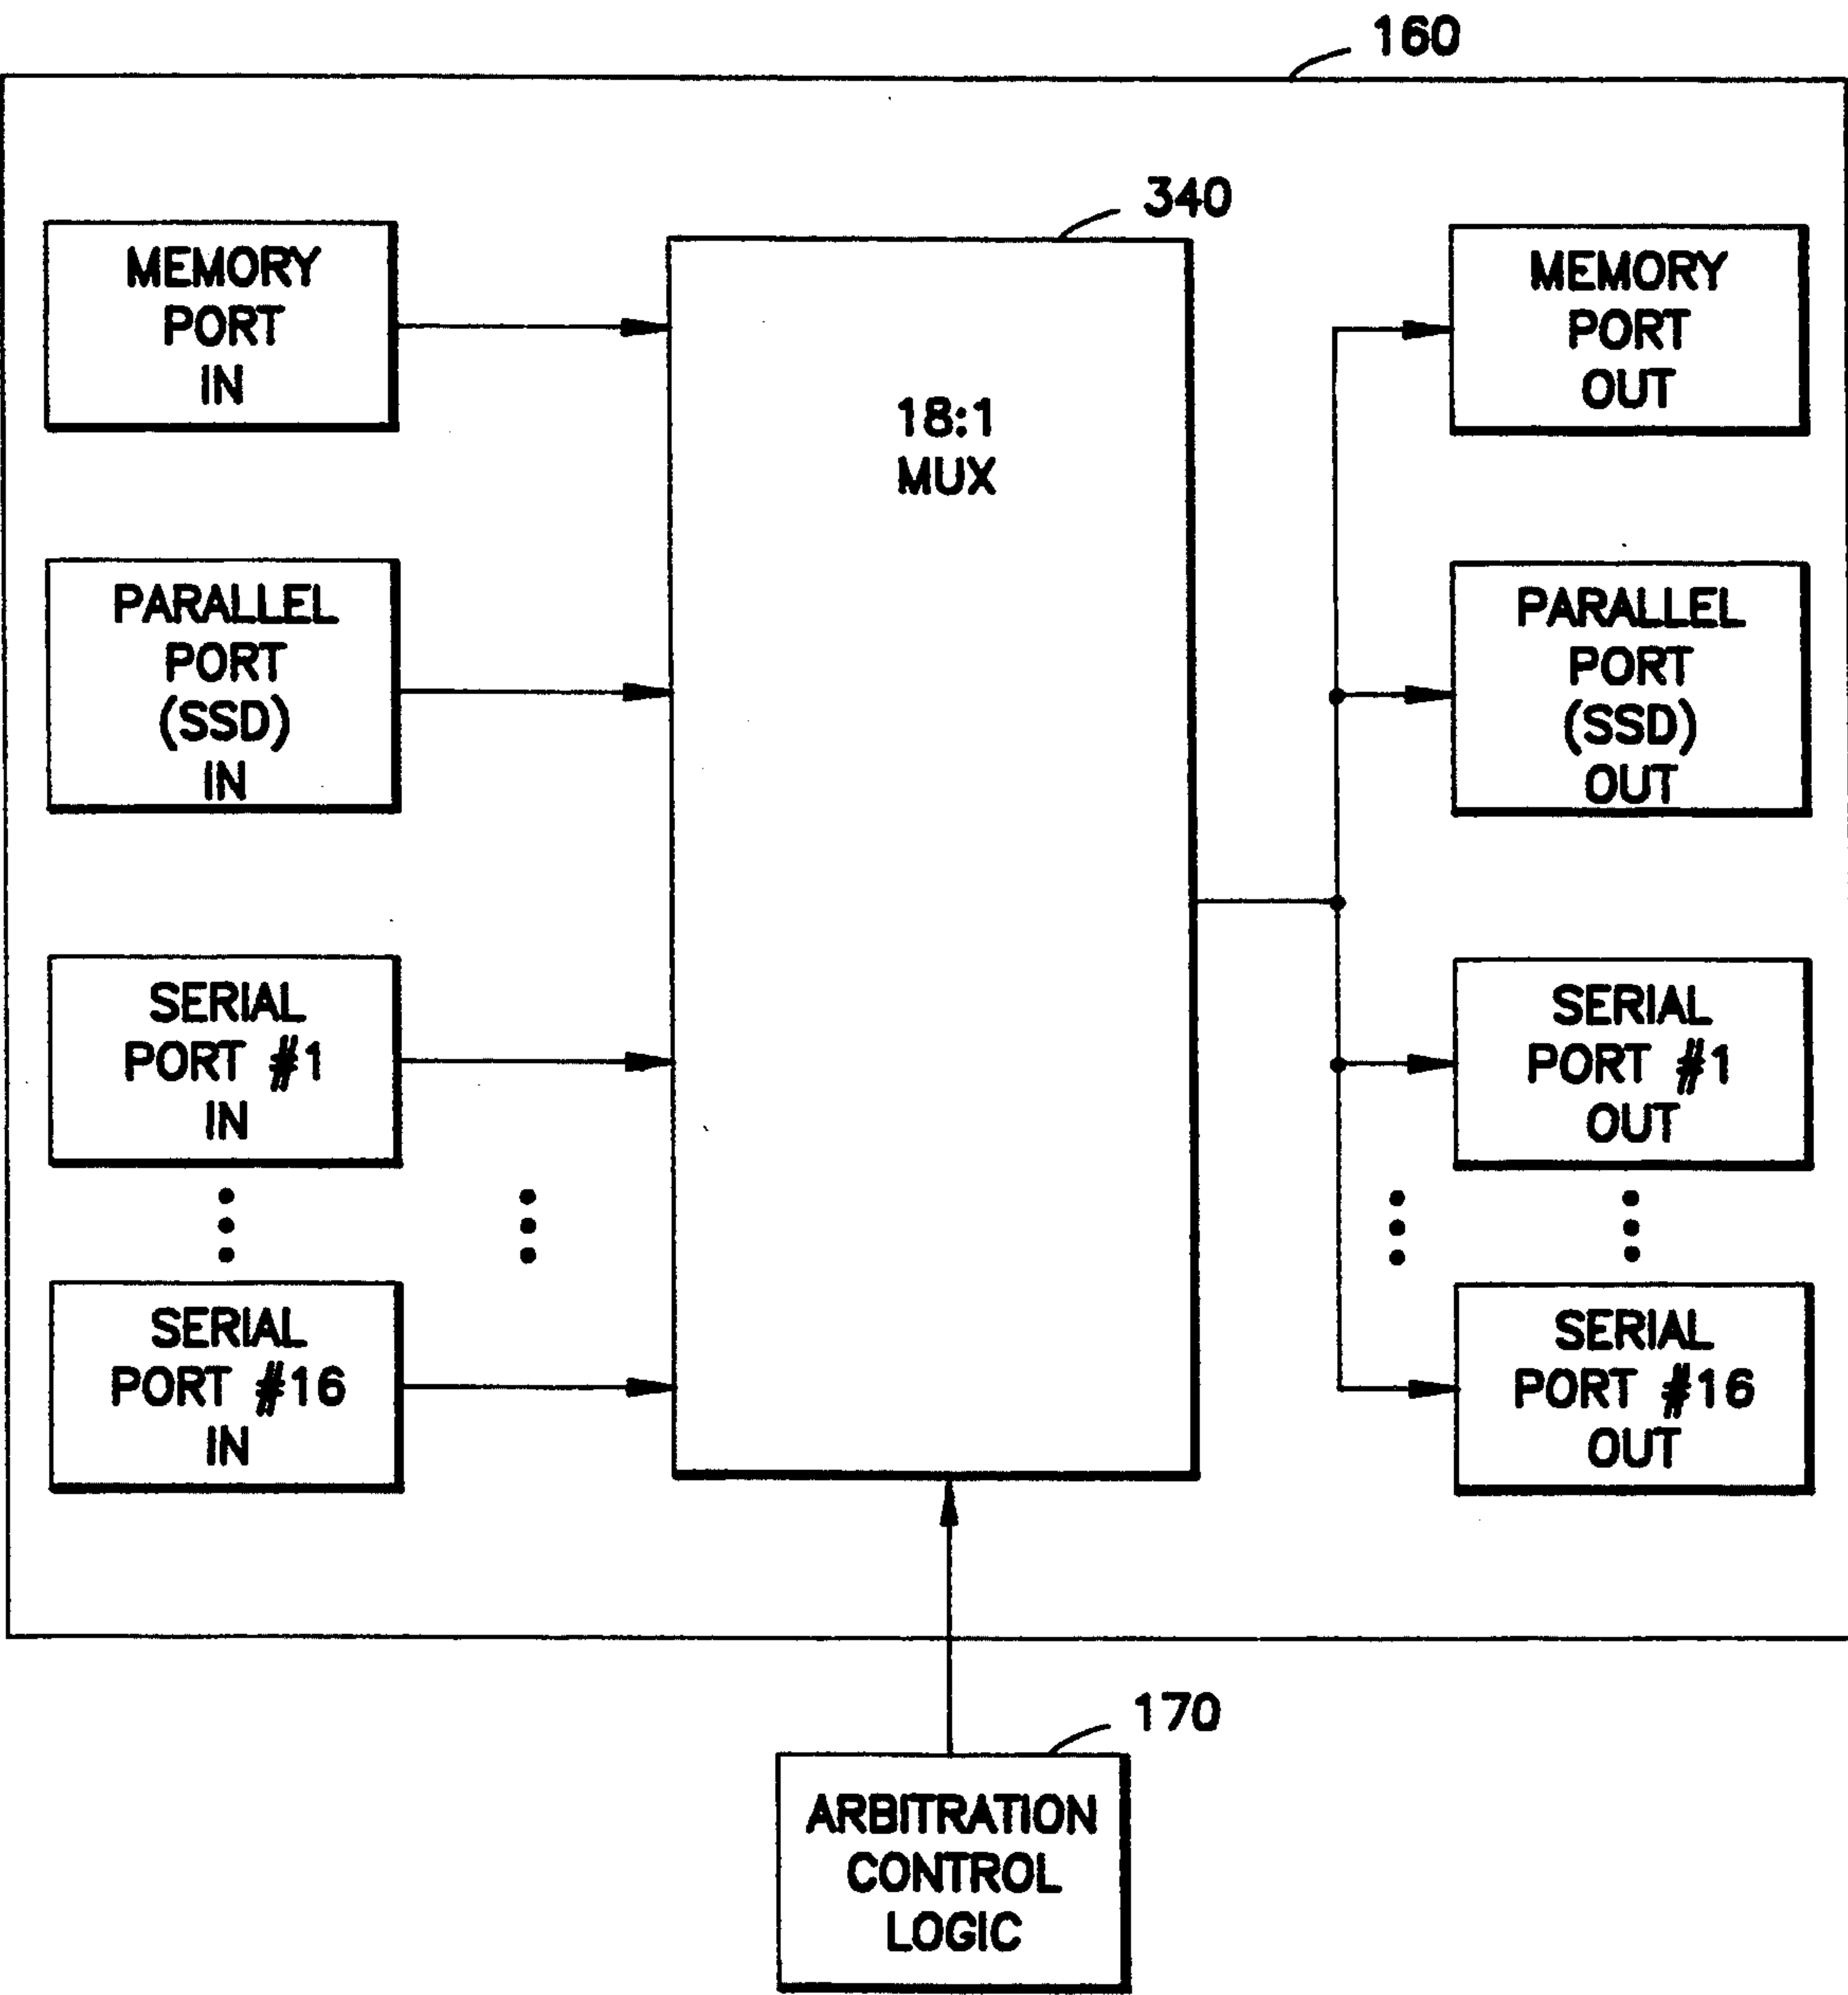 160
340
MEMORY
PORT
IN
PARALLEL
PORT
(SSD)
IN
SERIAL
PORT #1
IN
SERIAL
PORT #16
IN
18:1
MUX
MEMORY
PORT
OUT
PARALLEL
PORT
(SSD)
OUT
SERIAL
PORT #1
OUT
SERIAL
PORT #16
OUT
170
ARBITRATION
CONTROL
LOGIC